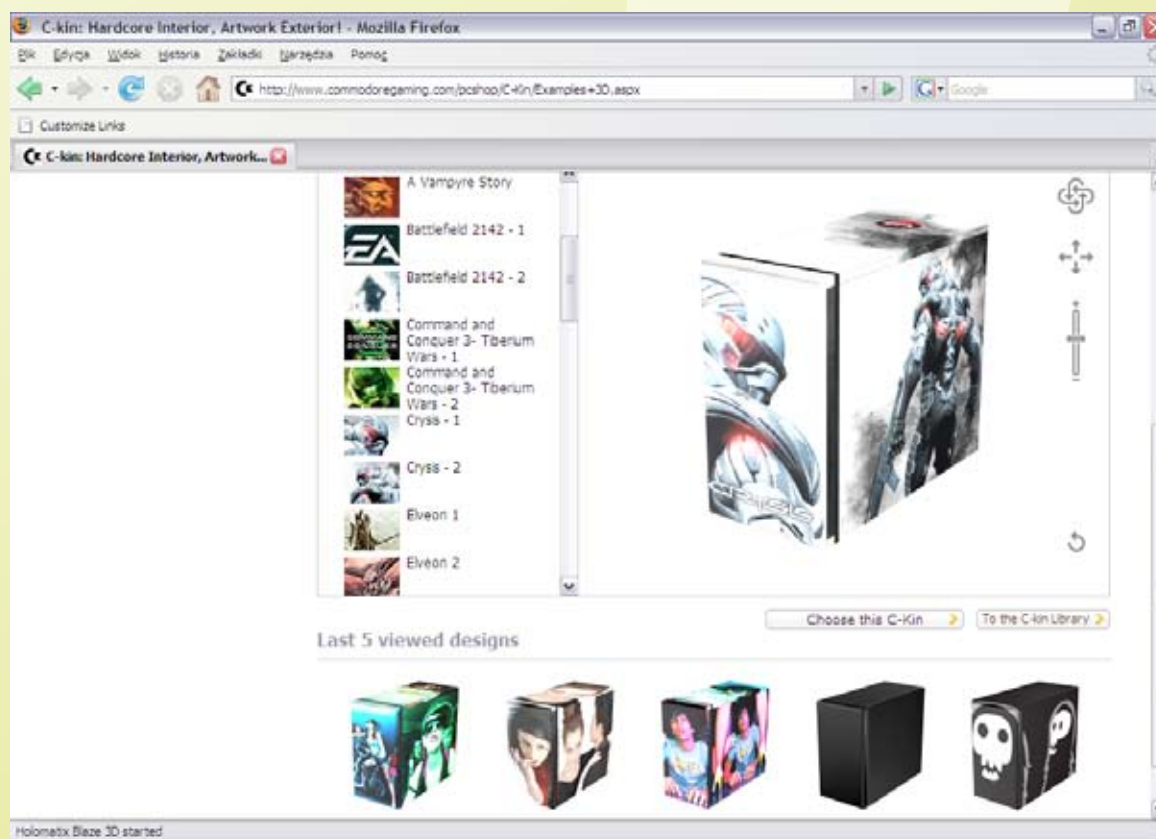 C-kin: Hardcore Interior, Artwork Exterior! - Mozilla Firefox
Plik Edycja Widok Historia Zakładki Narzędzia Pomoc
http://www.commodoregaming.com/pcshop/C-Kin/Examples+3D.aspx
Google
Customize Links
C-kin: Hardcore Interior, Artwork...
A Vampyre Story
EA
Battlefield 2142 - 1
Battlefield 2142 - 2
Command and
Conquer 3- Tiberium
Wars - 1
Command and
Conquer 3- Tiberium
Wars - 2
Crysis - 1
Crysis - 2
Elveon 1
Elveon 2
CRYSIS
Choose this C-Kin
To the C-kin Library
Last 5 viewed designs
Holomatix Blaze 3D started